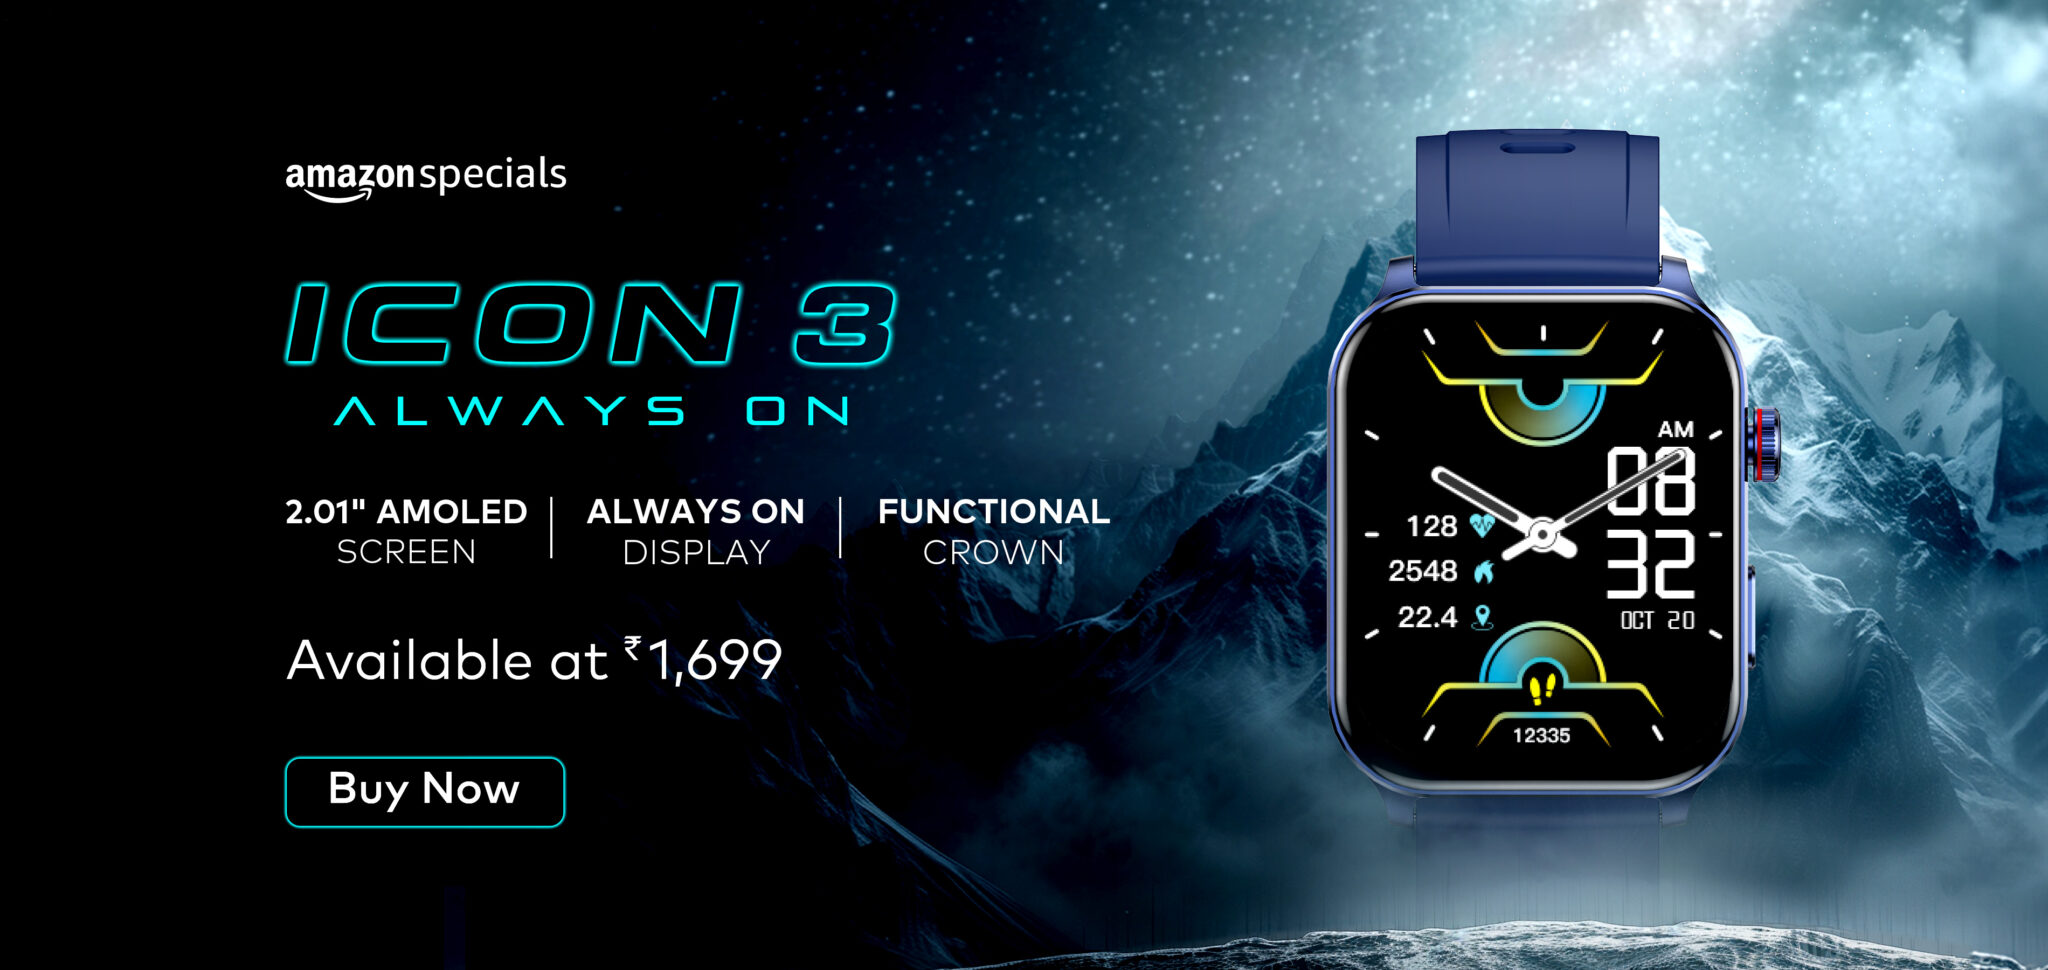 amazonspecials
ICON 3
ALWAYS ON
2.01" AMOLED
SCREEN
ALWAYS ON
DISPLAY
FUNCTIONAL
CROWN
Available at ₹1,699
Buy Now
AM
08
128
32
2548
22.4
OCT 20
12335